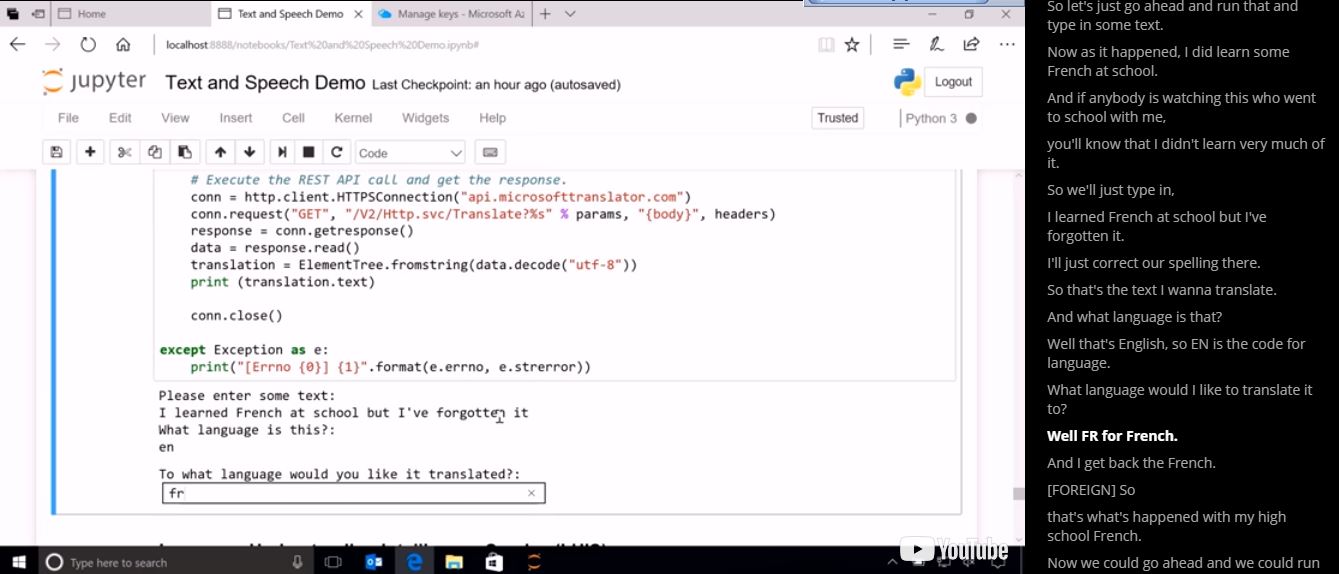 Home
Text and Speech Demo
Manage keys - Microsoft Az
localhost:8888/notebooks/Text%20and%20Speech%20Demo.ipynb#
jupyter Text and Speech Demo Last Checkpoint: an hour ago (autosaved)
Logout
File Edit View Insert Cell Kernel Widgets Help
Trusted
Python 3
Code
# Execute the REST API call and get the response.
conn = http.client.HTTPSConnection("api.microsofttranslator.com")
conn.request("GET", "/V2/Http.svc/Translate?%s" % params, "{body}", headers)
response = conn.getresponse()
data = response.read()
translation = ElementTree.fromstring(data.decode("utf-8"))
print (translation.text)
conn.close()
except Exception as e:
print("[Errno {0}] {1}".format(e.errno, e.strerror))
Please enter some text:
I learned French at school but I've forgotten it
What language is this?:
en
To what language would you like it translated?:
fr
Type here to search
YouTube
So let's just go ahead and run that and
type in some text.
Now as it happened, I did learn some
French at school.
And if anybody is watching this who went
to school with me,
you'll know that I didn't learn very much of
it.
So we'll just type in,
I learned French at school but I've
forgotten it.
I'll just correct our spelling there.
So that's the text I wanna translate.
And what language is that?
Well that's English, so EN is the code for
language.
What language would I like to translate it
to?
Well FR for French.
And I get back the French.
[FOREIGN] So
that's what's happened with my high
school French.
Now we could go ahead and we could run